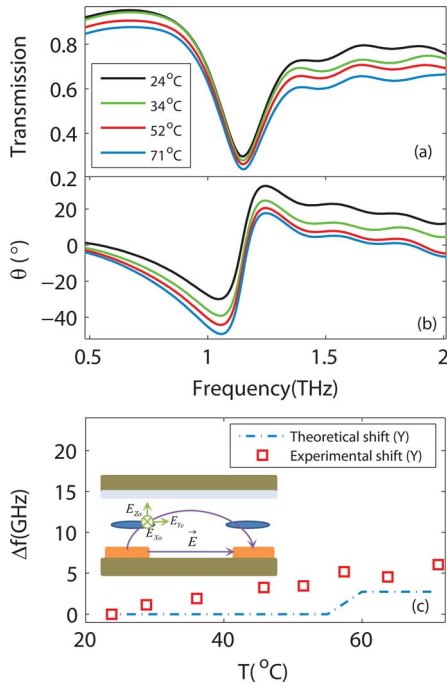 0.8
Transmission
0.6
0.4
0.2
24°C
34°C
52°C
71°C
(a)
20
0
θ (°)
−20
−40
(b)
0.5
1
1.5
2
Frequency(THz)
20
15
Δf(GHz)
10
5
0
Theoretical shift (Y)
Experimental shift (Y)
E_Zo
E_Ye
E_Xo
E
(c)
20
40
60
T(°C)